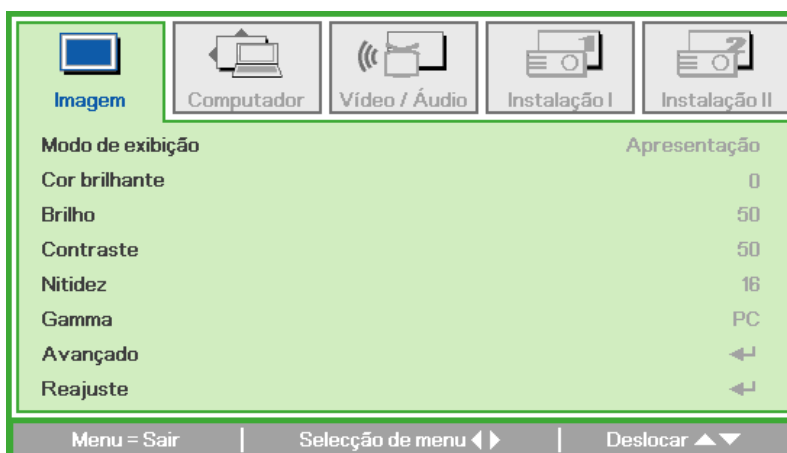 Imagem
Computador
Vídeo / Áudio
Instalação I
Instalação II
Modo de exibição Apresentação
Cor brilhante 0
Brilho 50
Contraste 50
Nitidez 16
Gamma PC
Avançado
Reajuste
Menu = Sair | Selecção de menu | Deslocar